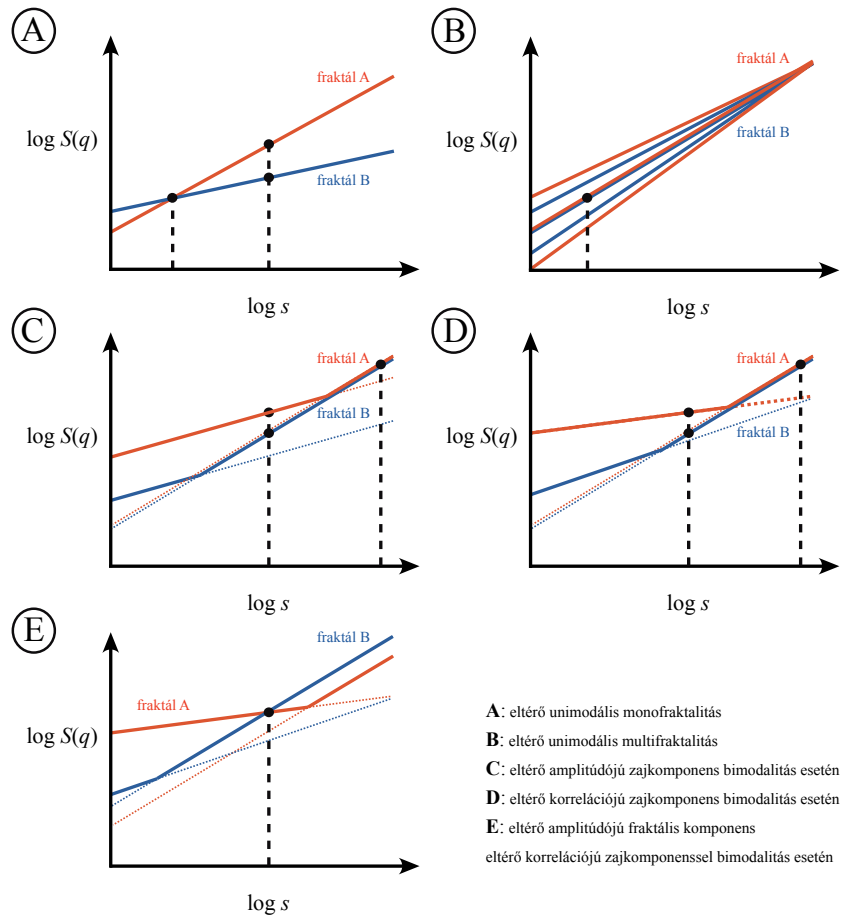 A
B
fraktál A
log S(q)
fraktál B
log s
fraktál A
log S(q)
fraktál B
log s
C
D
fraktál A
log S(q)
fraktál B
log s
fraktál A
log S(q)
fraktál B
log s
E
fraktál B
fraktál A
log S(q)
log s
A: eltérő unimodális monofraktalitás
B: eltérő unimodális multifraktalitás
C: eltérő amplitúdójú zajkomponens bimodalitás esetén
D: eltérő korrelációjú zajkomponens bimodalitás esetén
E: eltérő amplitúdójú fraktális komponens
eltérő korrelációjú zajkomponenssel bimodalitás esetén